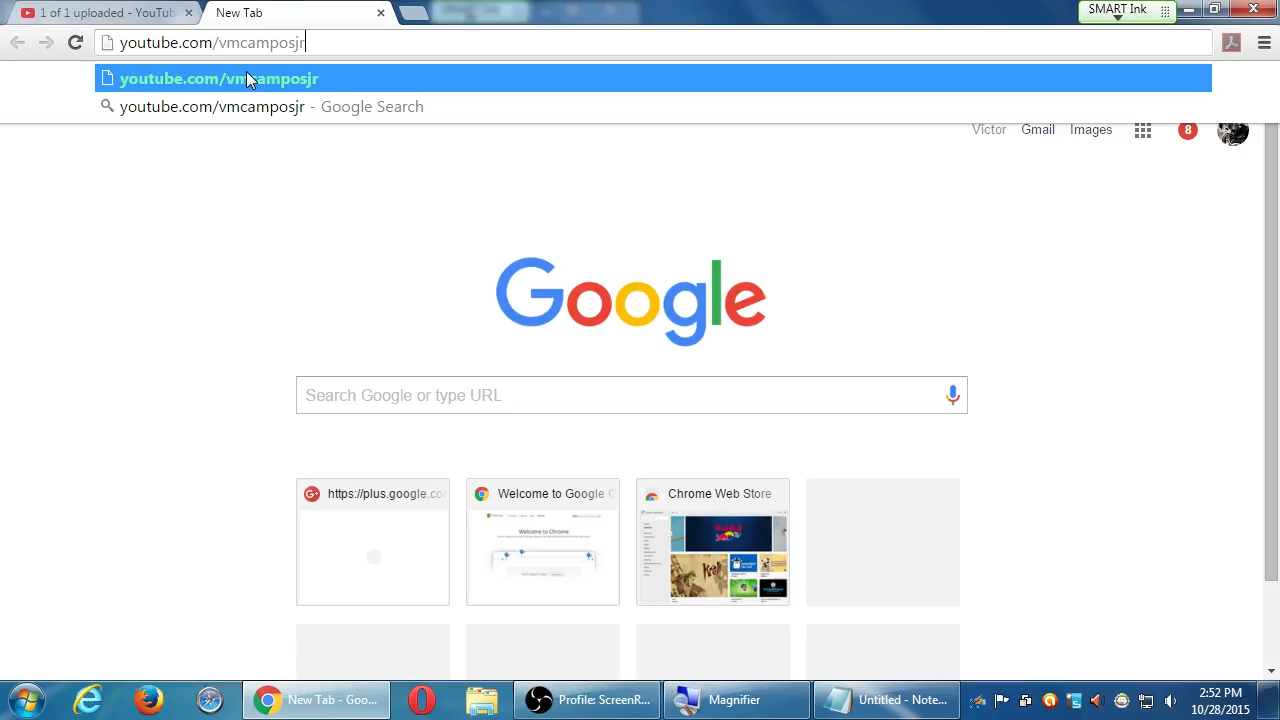 1 of 1 uploaded - YouTub
New Tab
SMART Ink
youtube.com/vmcamposjr
youtube.com/vmcamposjr
youtube.com/vmcamposjr - Google Search
Victor
Gmail
Images
8
Google
Search Google or type URL
https://plus.google.co
Welcome to Google C
Chrome Web Store
Welcome to Chrome
New Tab - Goo...
Profile: ScreenR...
Magnifier
Untitled - Note...
2:52 PM
10/28/2015